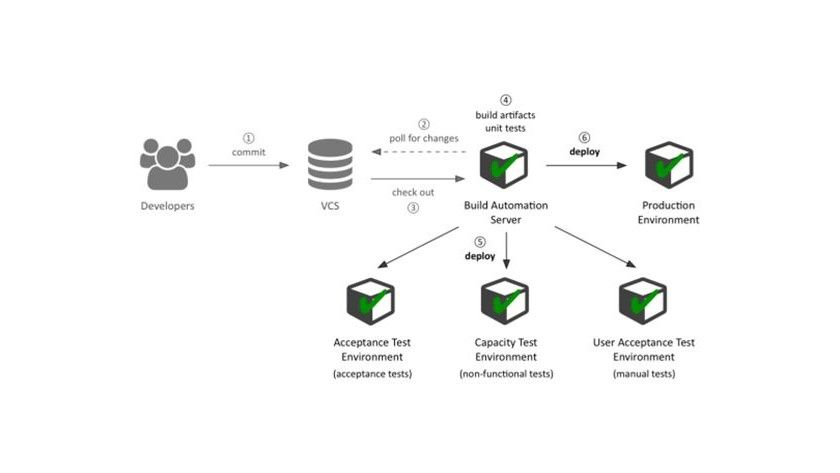 ④
build artifacts
unit tests
①
commit
②
poll for changes
⑥
deploy
check out
③
Developers
VCS
Build Automation
Server
Production
Environment
⑤
deploy
Acceptance Test
Environment
(acceptance tests)
Capacity Test
Environment
(non-functional tests)
User Acceptance Test
Environment
(manual tests)